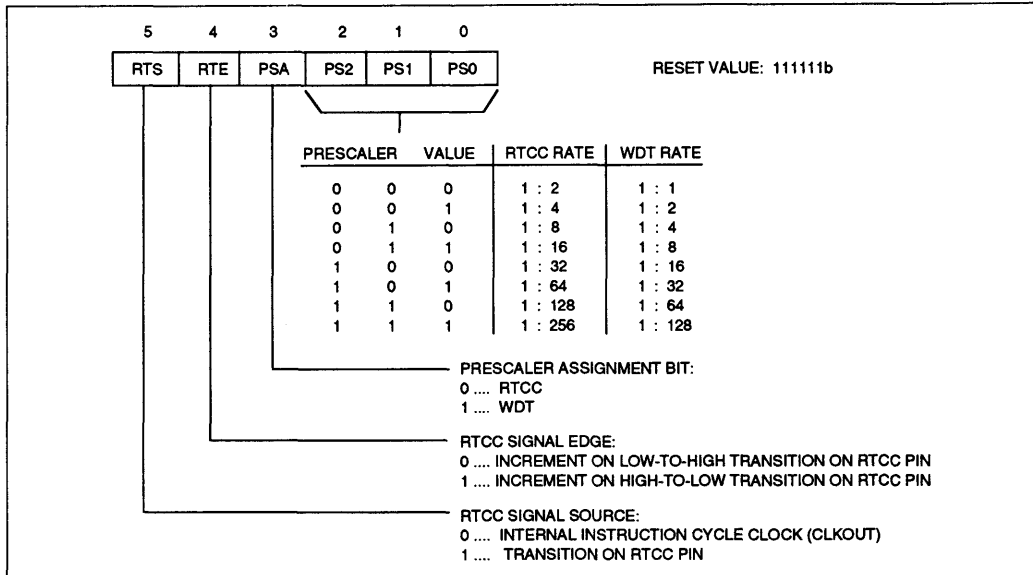 5 4 3 2 1 0
RTS RTE PSA PS2 PS1 PS0 RESET VALUE: 111111b
PRESCALER VALUE RTCC RATE WDT RATE
0 0 0 1 : 2 1 : 1
0 0 1 1 : 4 1 : 2
0 1 0 1 : 8 1 : 4
0 1 1 1 : 16 1 : 8
1 0 0 1 : 32 1 : 16
1 0 1 1 : 64 1 : 32
1 1 0 1 : 128 1 : 64
1 1 1 1 : 256 1 : 128
PRESCALER ASSIGNMENT BIT:
0 .... RTCC
1 .... WDT
RTCC SIGNAL EDGE:
0 .... INCREMENT ON LOW-TO-HIGH TRANSITION ON RTCC PIN
1 .... INCREMENT ON HIGH-TO-LOW TRANSITION ON RTCC PIN
RTCC SIGNAL SOURCE:
0 .... INTERNAL INSTRUCTION CYCLE CLOCK (CLKOUT)
1 .... TRANSITION ON RTCC PIN